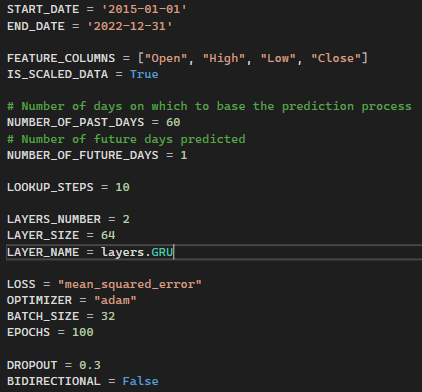 START_DATE = '2015-01-01'
END_DATE = '2022-12-31'
FEATURE_COLUMNS = ["Open", "High", "Low", "Close"]
IS_SCALED_DATA = True
# Number of days on which to base the prediction process
NUMBER_OF_PAST_DAYS = 60
# Number of future days predicted
NUMBER_OF_FUTURE_DAYS = 1
LOOKUP_STEPS = 10
LAYERS_NUMBER = 2
LAYER_SIZE = 64
LAYER_NAME = layers.GRU
LOSS = "mean_squared_error"
OPTIMIZER = "adam"
BATCH_SIZE = 32
EPOCHS = 100
DROPOUT = 0.3
BIDIRECTIONAL = False